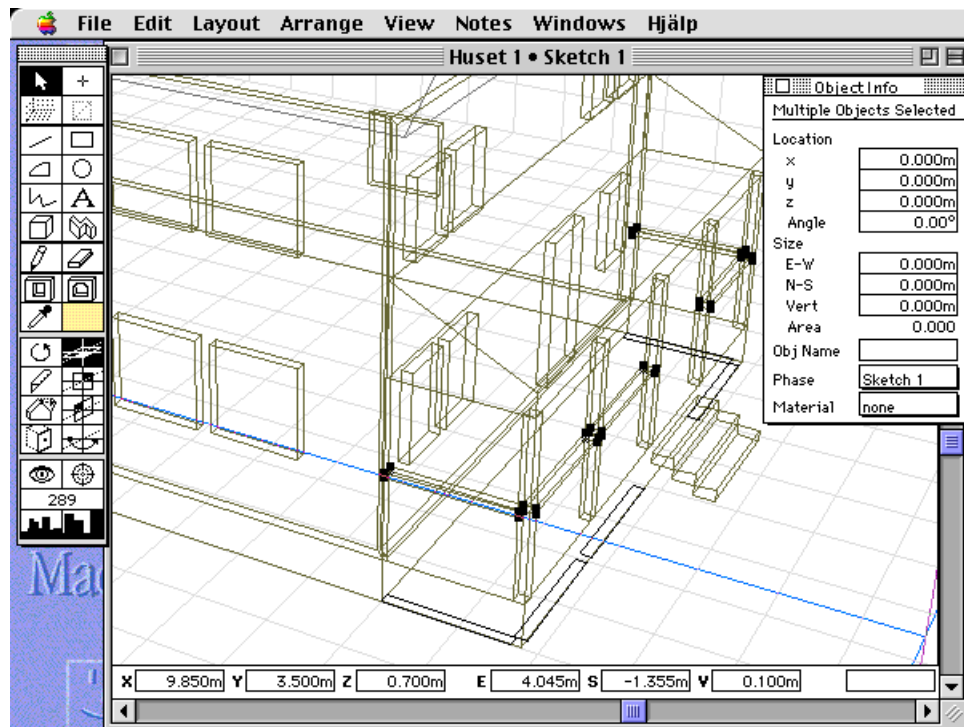 File Edit Layout Arrange View Notes Windows Hjälp
Huset 1 • Sketch 1
Object Info
Multiple Objects Selected
Location
x 0.000m
y 0.000m
z 0.000m
Angle 0.00°
Size
E-W 0.000m
N-S 0.000m
Vert 0.000m
Area 0.000
Obj Name
Phase Sketch 1
Material none
A
289
Mac
X 9.850m Y 3.500m Z 0.700m E 4.045m S -1.355m V 0.100m